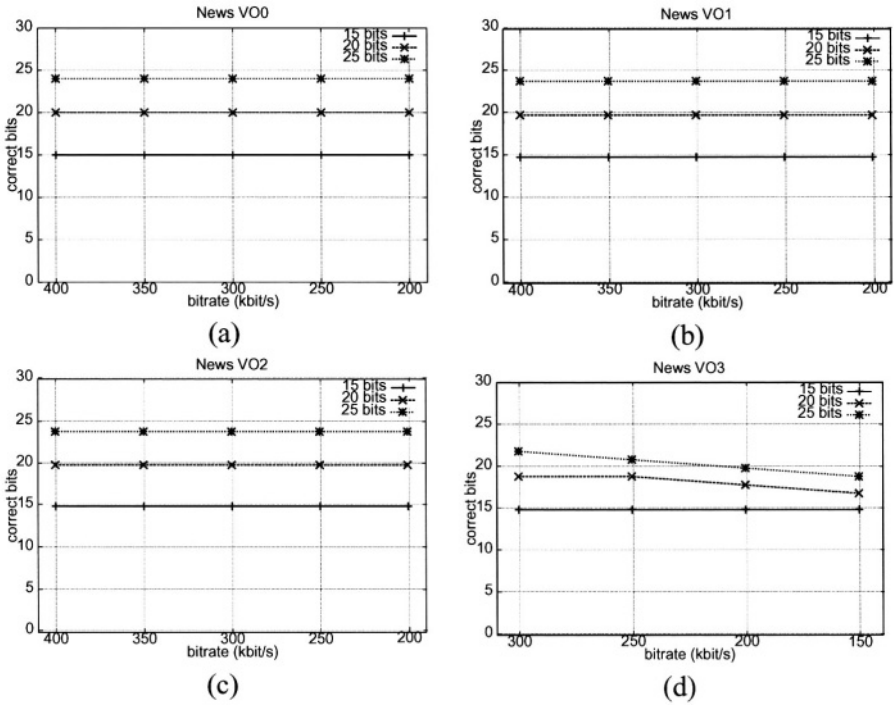 News VO0
15 bits
20 bits
25 bits
correct bits
30
25
20
15
10
5
0
400 350 300 250 200
bitrate (kbit/s)
(a)
News VO1
15 bits
20 bits
25 bits
correct bits
30
25
20
15
10
5
0
400 350 300 250 200
bitrate (kbit/s)
(b)
News VO2
15 bits
20 bits
25 bits
correct bits
30
25
20
15
10
5
0
400 350 300 250 200
bitrate (kbit/s)
(c)
News VO3
15 bits
20 bits
25 bits
correct bits
30
25
20
15
10
5
0
300 250 200 150
bitrate (kbit/s)
(d)